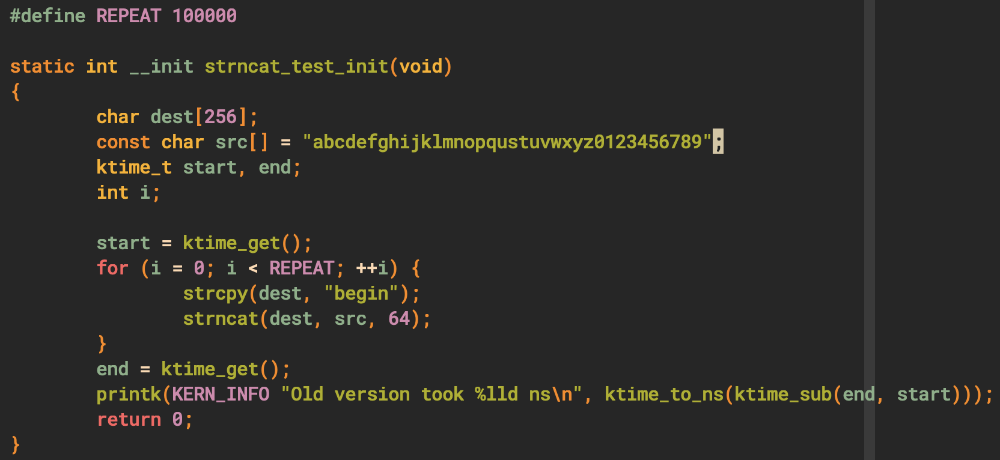 #define REPEAT 100000
static int __init strncat_test_init(void)
{
char dest[256];
const char src[] = "abcdefghijklmnopqustuvwxyz0123456789";
ktime_t start, end;
int i;
start = ktime_get();
for (i = 0; i < REPEAT; ++i) {
strcpy(dest, "begin");
strncat(dest, src, 64);
}
end = ktime_get();
printk(KERN_INFO "Old version took %lld ns\n", ktime_to_ns(ktime_sub(end, start)));
return 0;
}